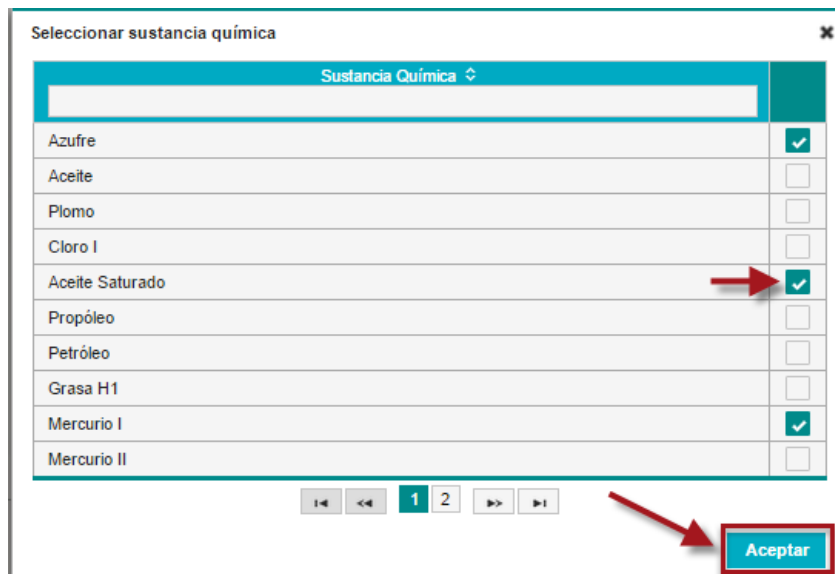 Seleccionar sustancia química
Sustancia Química
Azufre
Aceite
Plomo
Cloro I
Aceite Saturado
Propóleo
Petróleo
Grasa H1
Mercurio I
Mercurio II
1 2
Aceptar